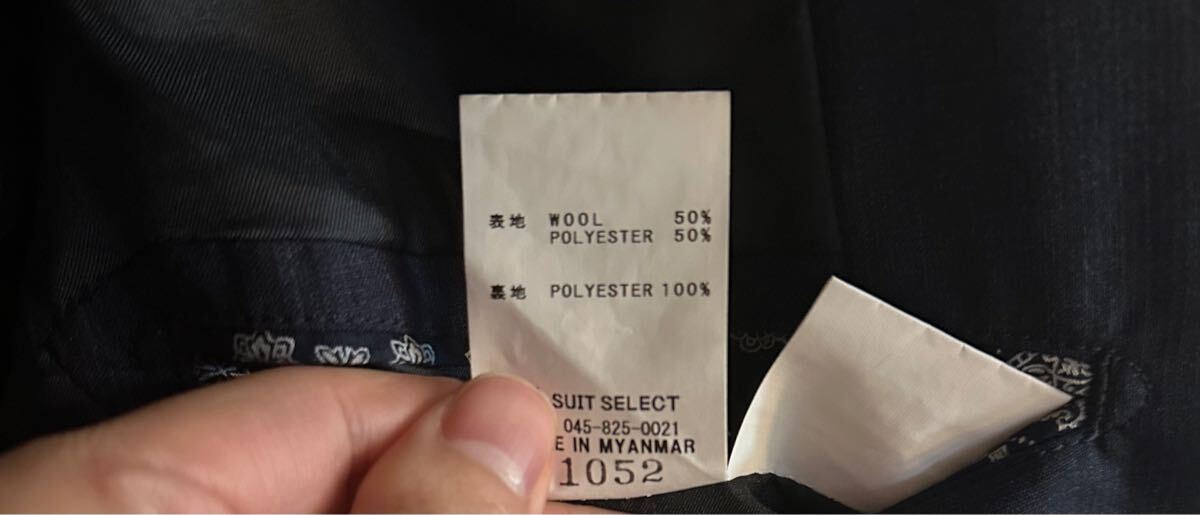 表地 WOOL 50%
POLYESTER 50%
裏地 POLYESTER 100%
SUIT SELECT
045-825-0021
E IN MYANMAR
1052